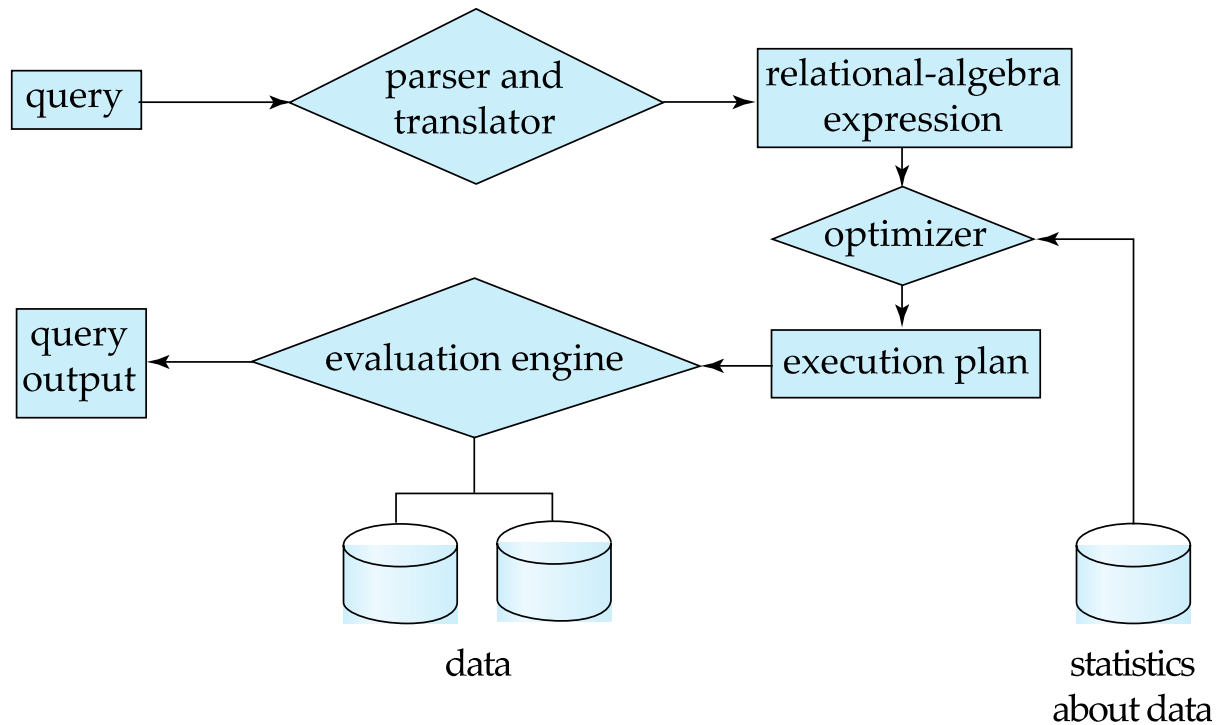 query
parser and
translator
relational-algebra
expression
optimizer
query
output
evaluation engine
execution plan
data
statistics
about data